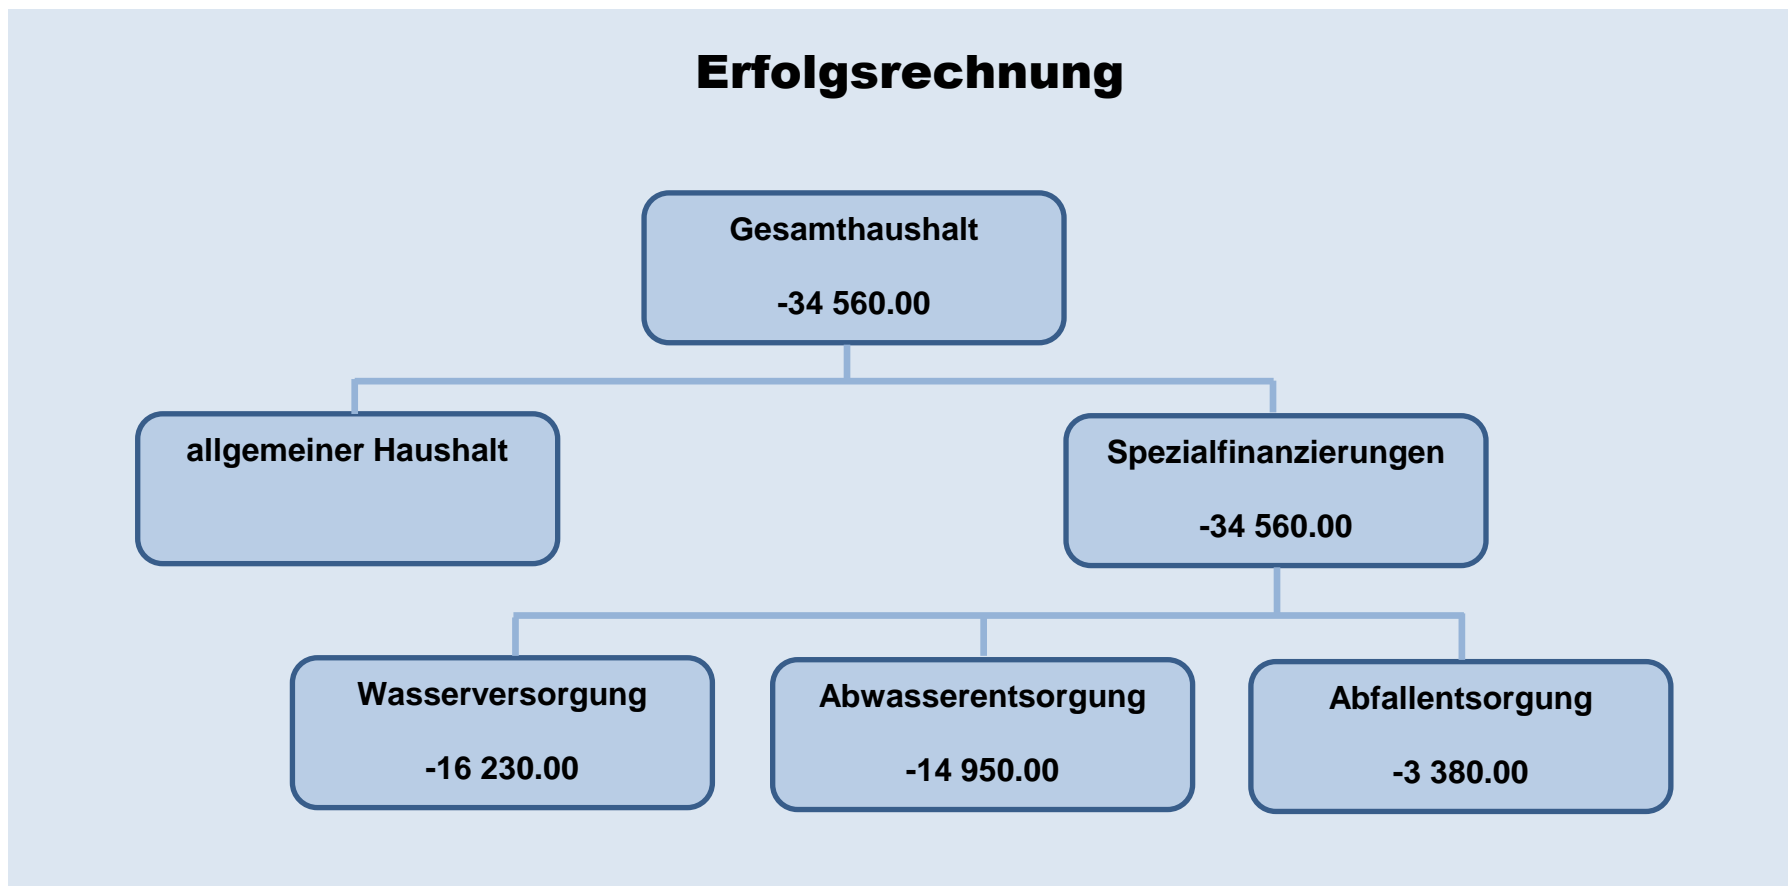 Erfolgsrechnung
Gesamthaushalt
-34 560.00
allgemeiner Haushalt
Spezialfinanzierungen
-34 560.00
Wasserversorgung
-16 230.00
Abwasserentsorgung
-14 950.00
Abfallentsorgung
-3 380.00